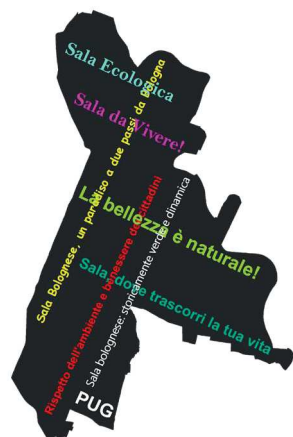 Sala Ecologica
Sala da Vivere!
Sala Bolognese, un paradiso a due passi da Bologna
La bellezza è naturale!
Rispetto dell'ambiente e benessere dei cittadini
Sala bolognese: storicamente verde e dinamica
Sala, dove trascorri la tua vita
PUG